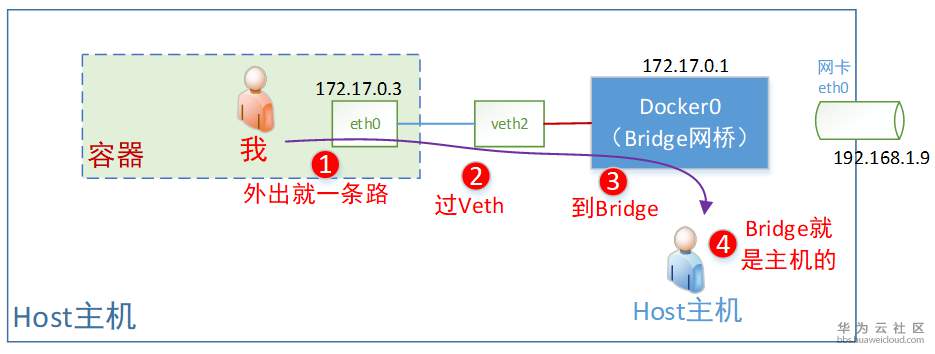 172.17.0.1
网卡
eth0
172.17.0.3
eth0
veth2
Docker0
（Bridge网桥）
容器
我
192.168.1.9
1
外出就一条路
2
过Veth
3
到Bridge
4
Bridge就
是主机的
Host主机
Host主机
华为云社区
bbs.huaweicloud.com